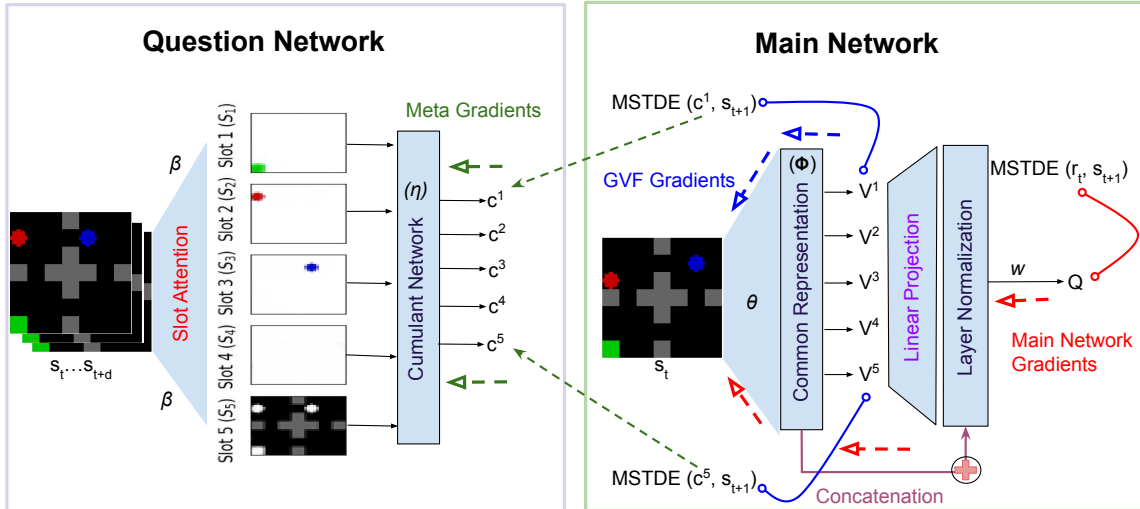 Question Network
Slot 1 (S₁)
Slot 2 (S₂)
Slot 3 (S₃)
Slot 4 (S₄)
Slot 5 (S₅)
β
β
Slot Attention
sₜ...sₜ₊d
(η)
Cumulant Network
Meta Gradients
c¹
c²
c³
c⁴
c⁵
Main Network
MSTDE (c¹, sₜ₊₁)
GVF Gradients
sₜ
θ
(Φ)
Common Representation
V¹
V²
V³
V⁴
V⁵
Linear Projection
Layer Normalization
MSTDE (rₜ, sₜ₊₁)
w
Q
Main Network
Gradients
MSTDE (c⁵, sₜ₊₁)
Concatenation